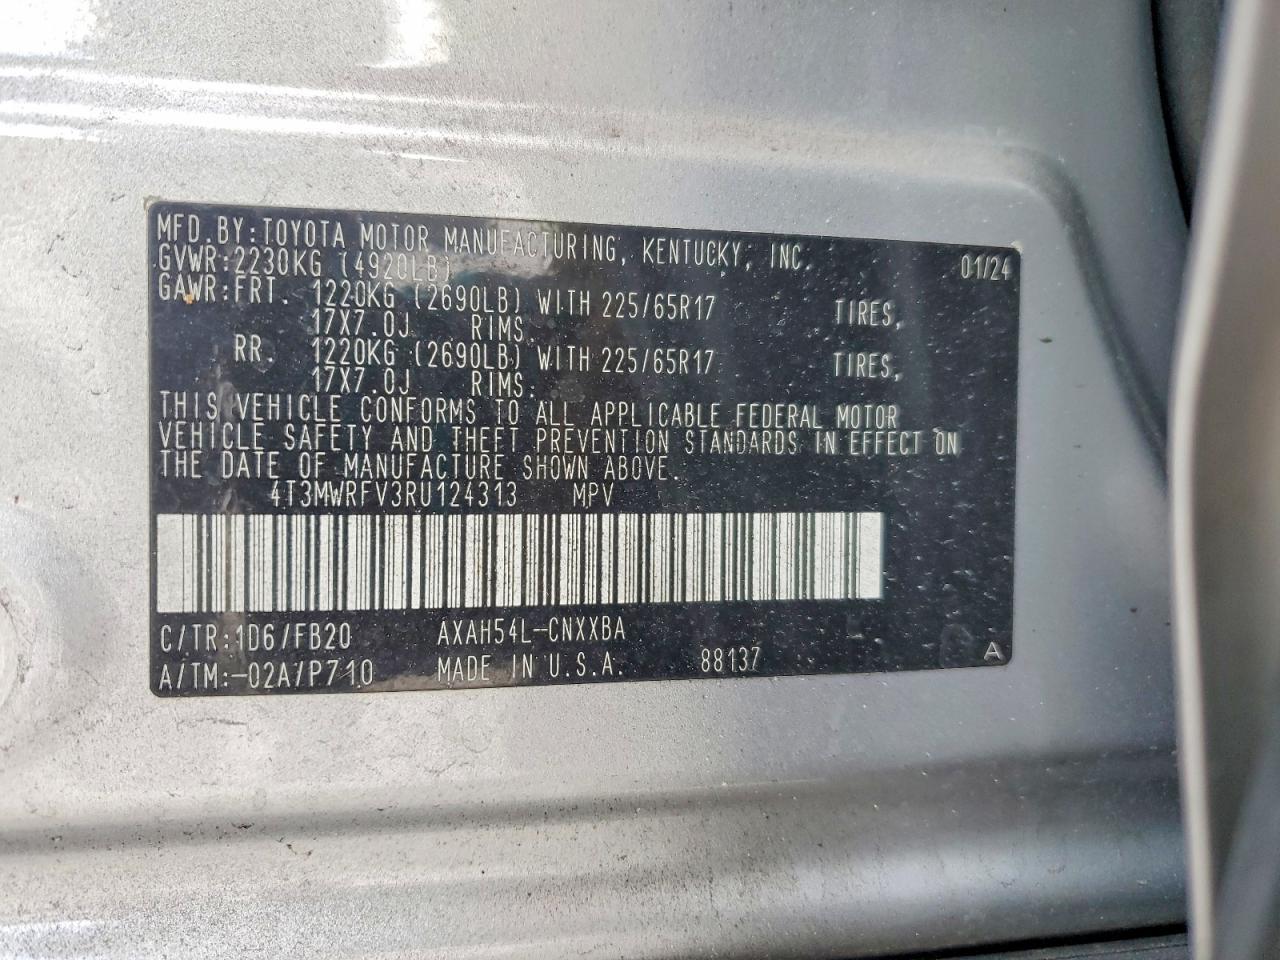 MFD.BY:TOYOTA MOTOR MANUFACTURING, KENTUCKY, INC.
GVWR:2230KG (4920LB) 01/24
GAWR:FRT. 1220KG (2690LB) WITH 225/65R17 TIRES,
17X7.0J RIMS.
RR. 1220KG (2690LB) WITH 225/65R17 TIRES,
17X7.0J RIMS.
THIS VEHICLE CONFORMS TO ALL APPLICABLE FEDERAL MOTOR
VEHICLE SAFETY AND THEFT PREVENTION STANDARDS IN EFFECT ON
THE DATE OF MANUFACTURE SHOWN ABOVE.
4T3MWRFV3RU124313 MPV
C/TR:1D6/FB20 AXAH54L-CNXXBA
A/TM:-02A/P710 MADE IN U.S.A. 88137 A